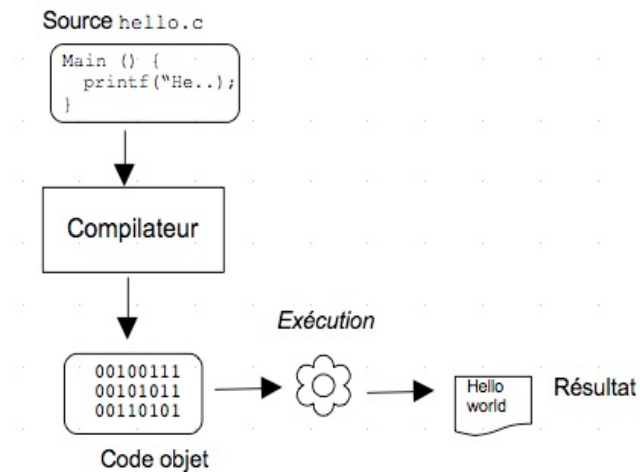 Source hello.c
Main () {
printf(“He..);
}
Compilateur
Exécution
00100111
00101011
00110101
Hello
world
Résultat
Code objet